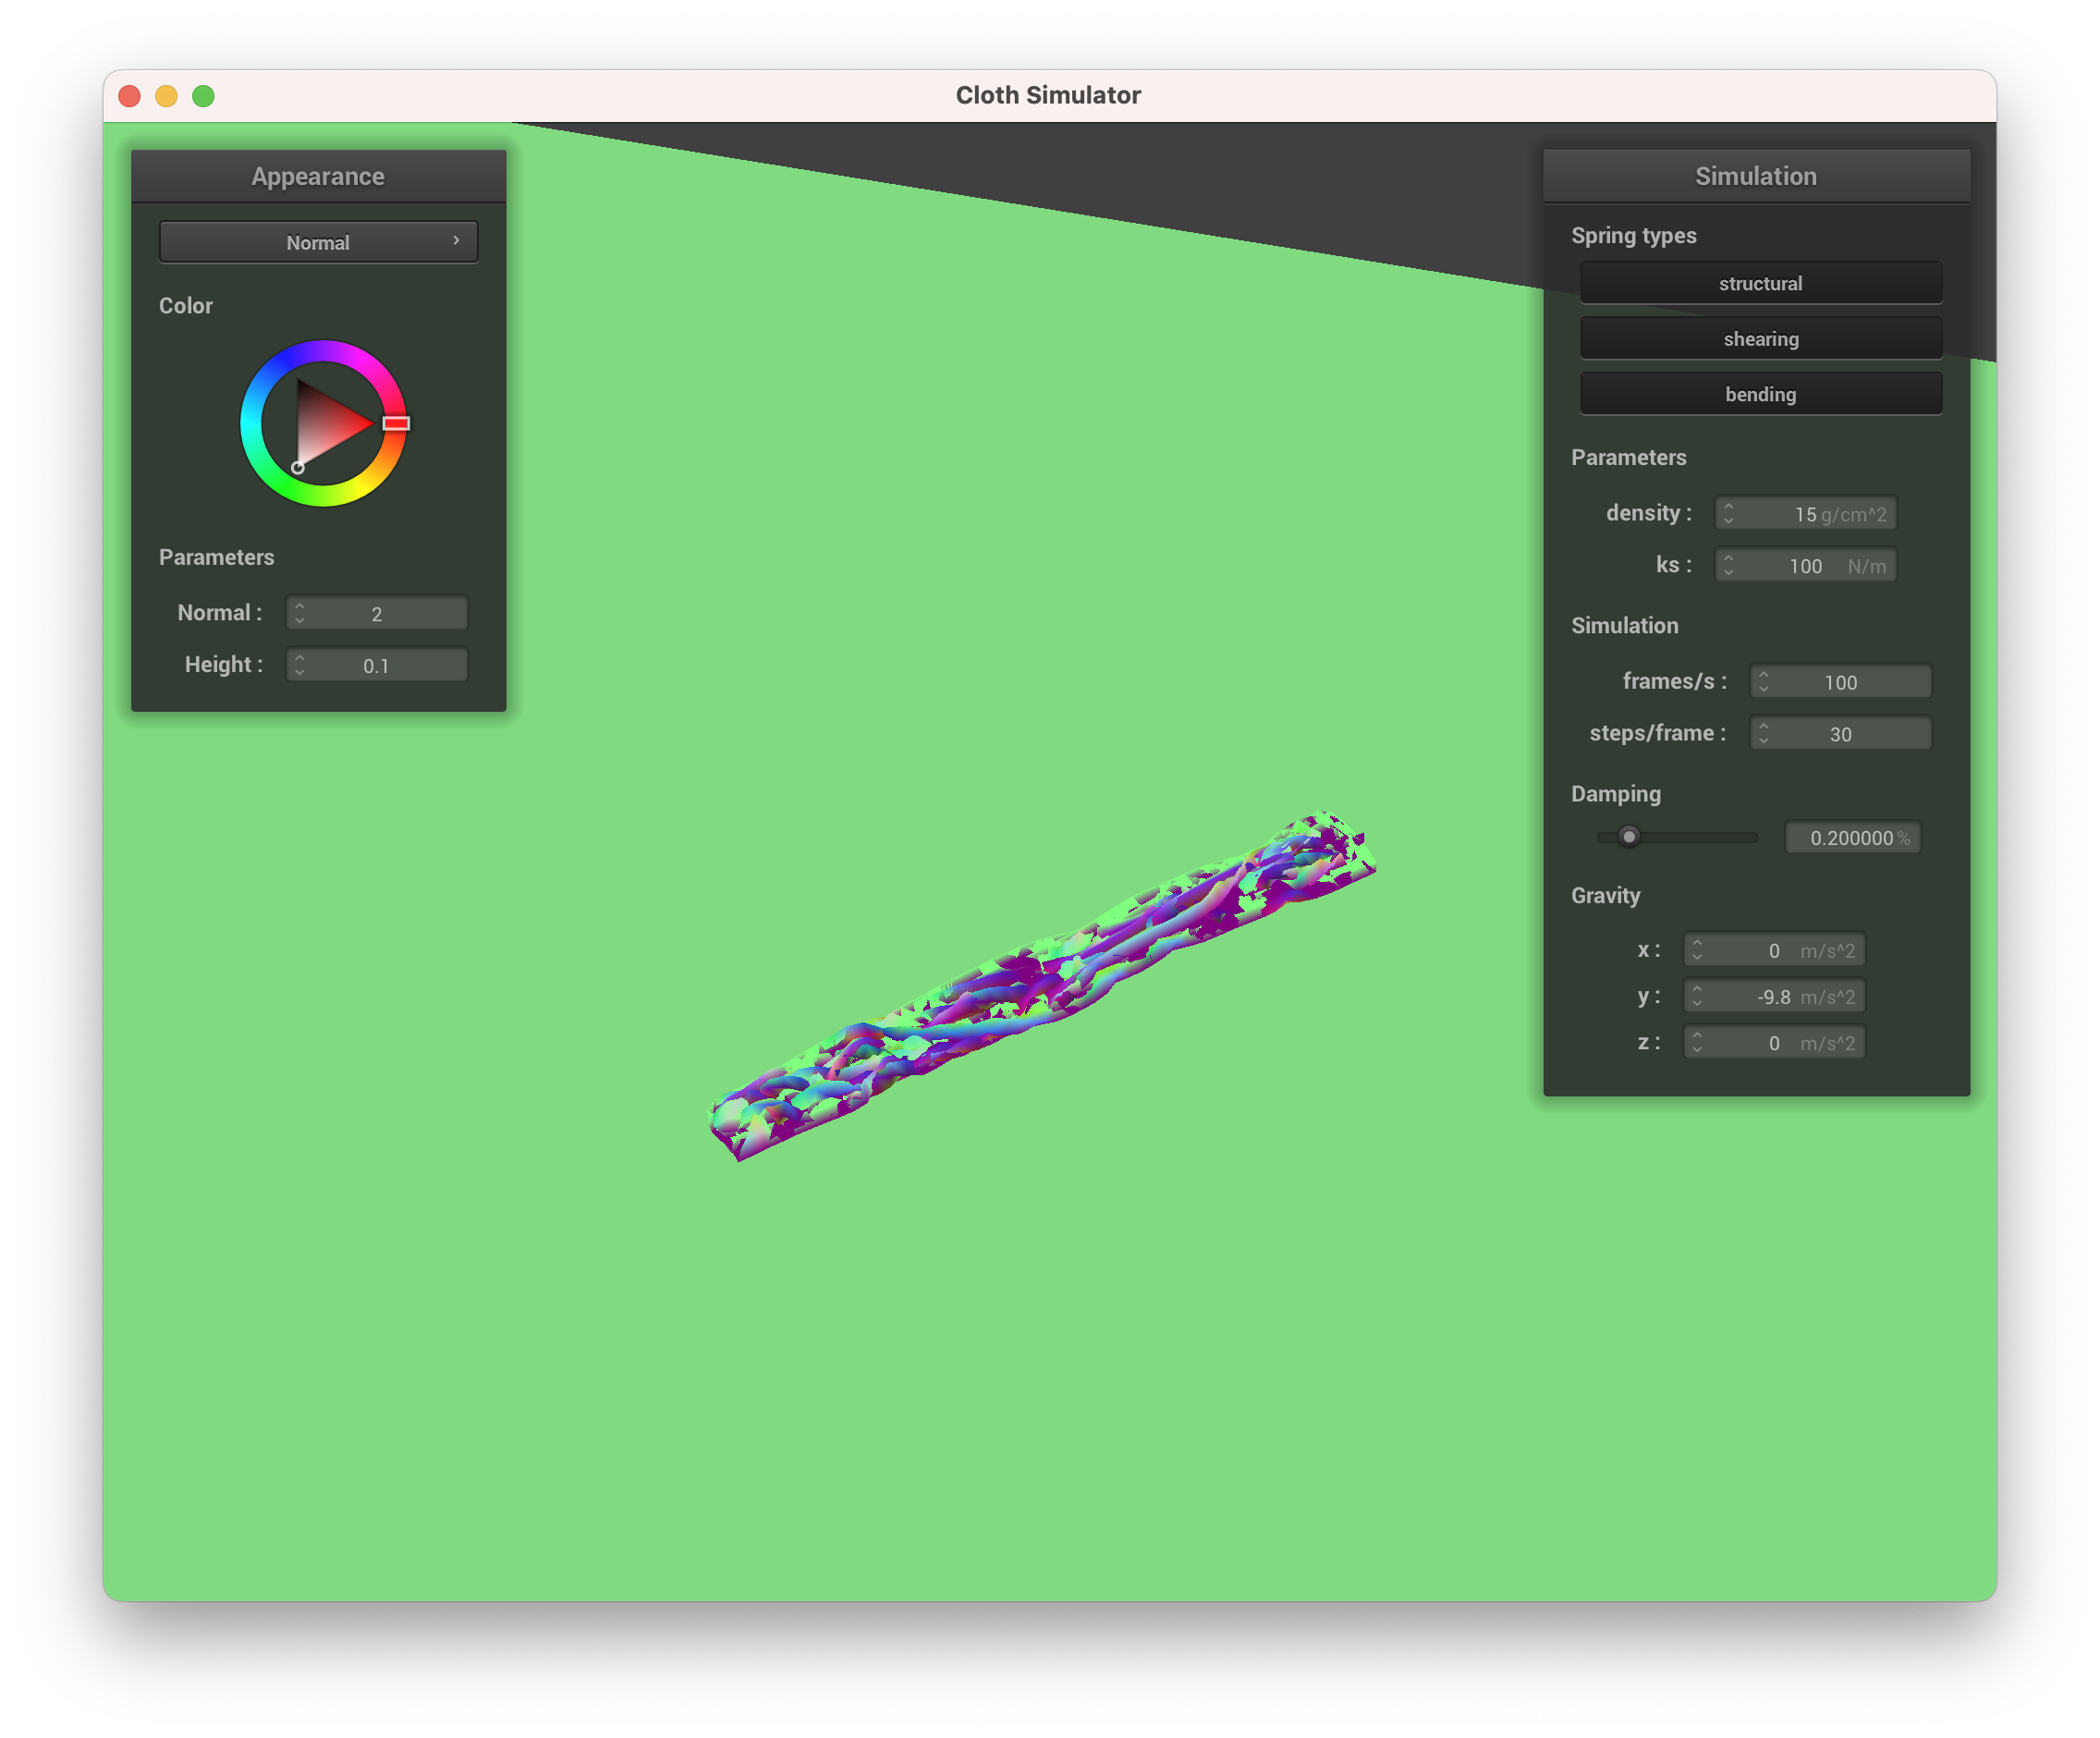 Cloth Simulator
Appearance
Normal
Color
Parameters
Normal : 2
Height : 0.1
Simulation
Spring types
structural
shearing
bending
Parameters
density : 15 g/cm^2
ks : 100 N/m
Simulation
frames/s : 100
steps/frame : 30
Damping
0.200000 %
Gravity
x : 0 m/s^2
y : -9.8 m/s^2
z : 0 m/s^2